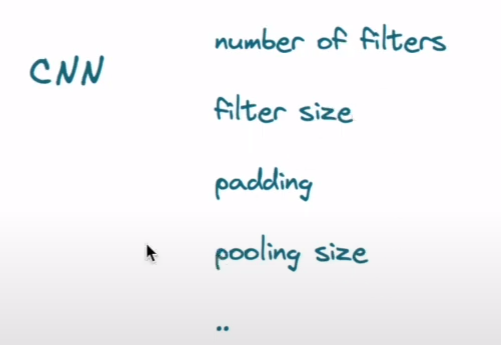 CNN
number of filters
filter size
padding
pooling size
..